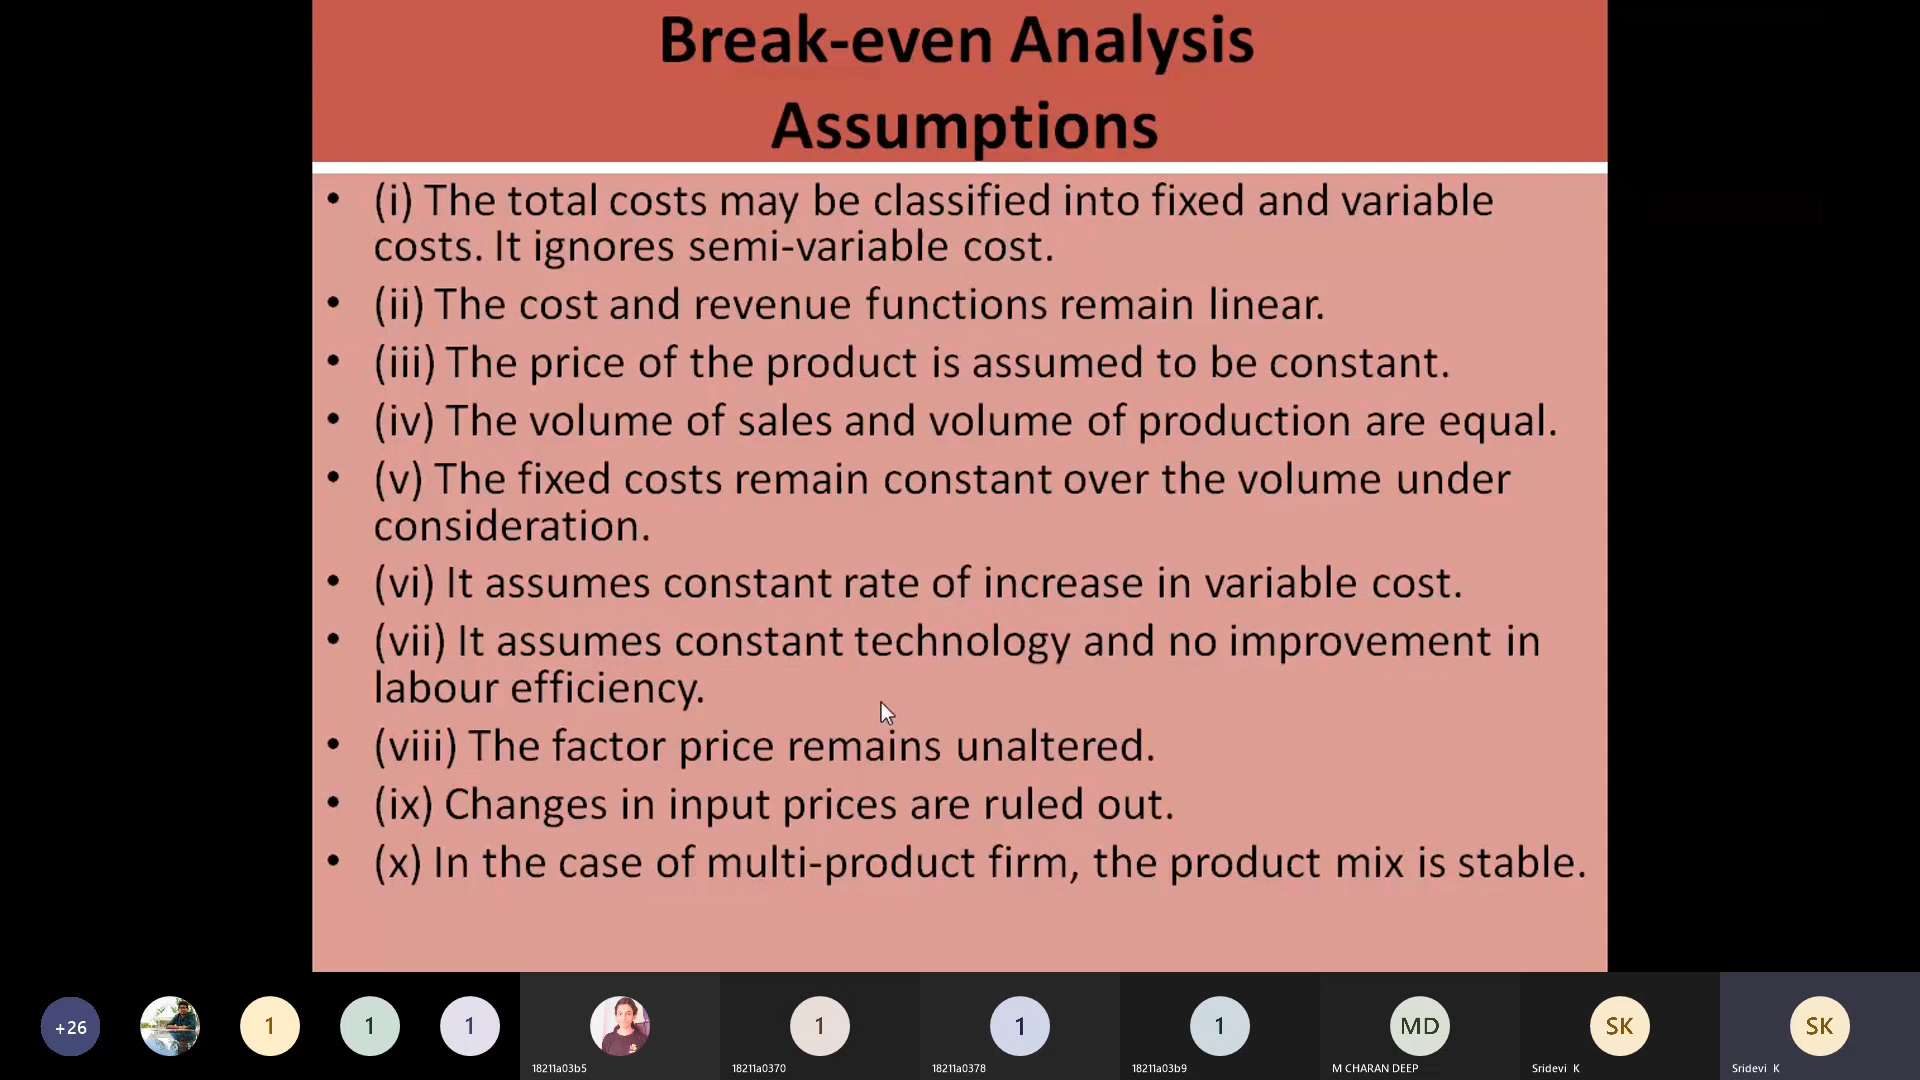 Break-even Analysis
Assumptions
• (i) The total costs may be classified into fixed and variable
costs. It ignores semi-variable cost.
• (ii) The cost and revenue functions remain linear.
• (iii) The price of the product is assumed to be constant.
• (iv) The volume of sales and volume of production are equal.
• (v) The fixed costs remain constant over the volume under
consideration.
• (vi) It assumes constant rate of increase in variable cost.
• (vii) It assumes constant technology and no improvement in
labour efficiency.
• (viii) The factor price remains unaltered.
• (ix) Changes in input prices are ruled out.
• (x) In the case of multi-product firm, the product mix is stable.
+26
1
1
1
1
1
1
MD
SK
SK
18211a03b5
18211a0370
18211a0378
18211a03b9
M CHARAN DEEP
Sridevi K
Sridevi K